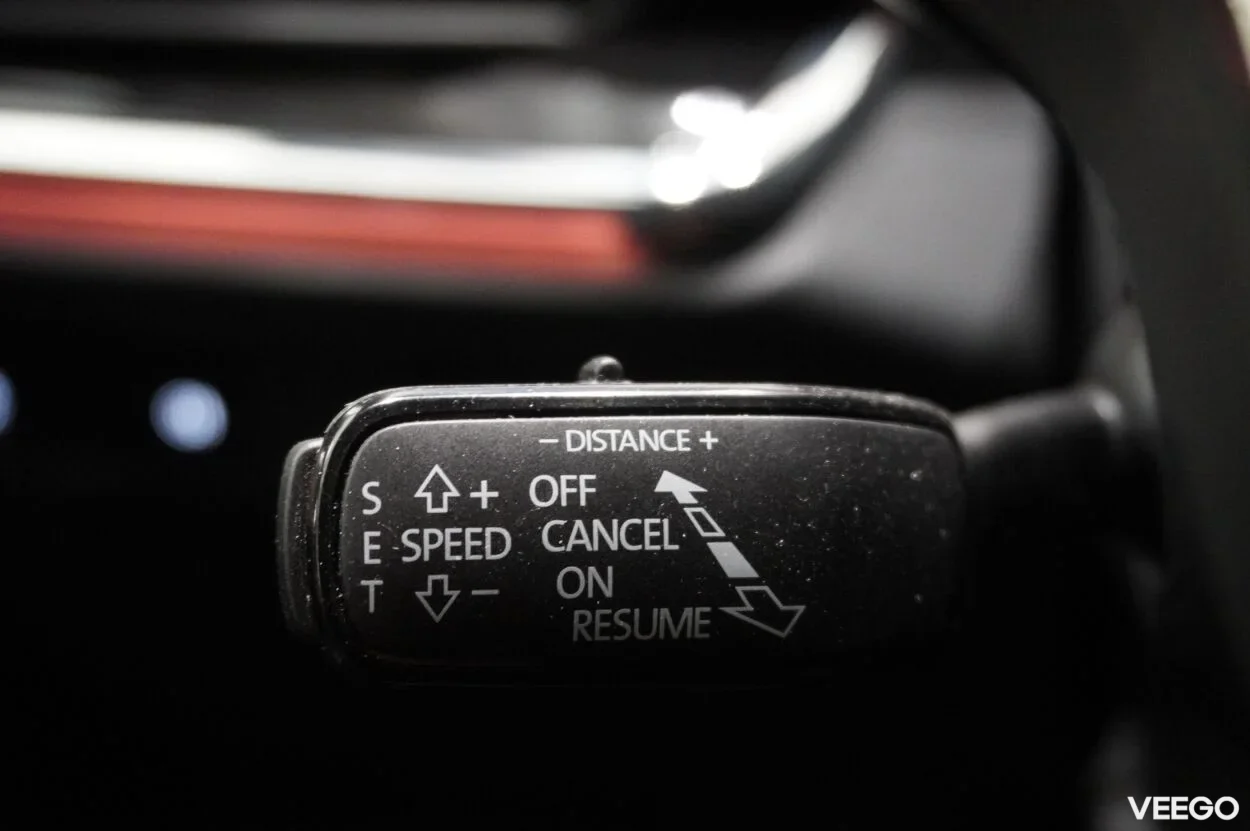 − DISTANCE +
S + OFF
E SPEED CANCEL
T − ON
RESUME
VEEGO